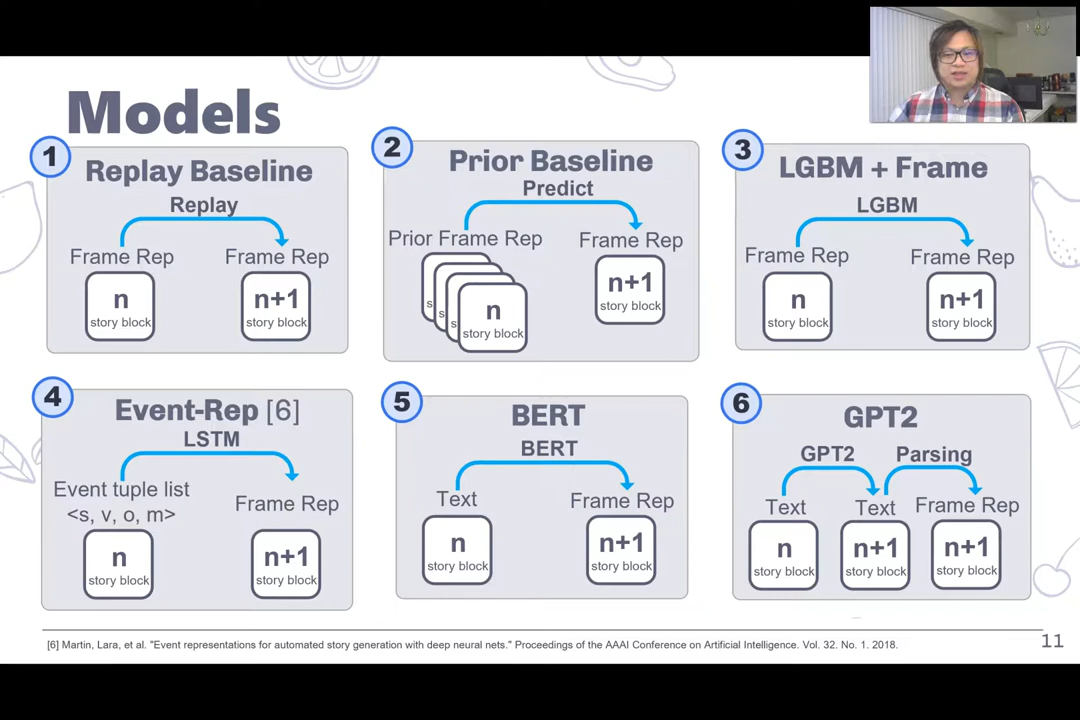 Models
1
Replay Baseline
Replay
Frame Rep
Frame Rep
n
story block
n+1
story block
2
Prior Baseline
Predict
Prior Frame Rep
Frame Rep
s
s
s
n
story block
n+1
story block
3
LGBM + Frame
LGBM
Frame Rep
Frame Rep
n
story block
n+1
story block
4
Event-Rep [6]
LSTM
Event tuple list
<s, v, o, m>
Frame Rep
n
story block
n+1
story block
5
BERT
BERT
Text
Frame Rep
n
story block
n+1
story block
6
GPT2
GPT2
Parsing
Text
Text
Frame Rep
n
story block
n+1
story block
n+1
story block
[6] Martin, Lara, et al. "Event representations for automated story generation with deep neural nets." Proceedings of the AAAI Conference on Artificial Intelligence. Vol. 32. No. 1. 2018.
11